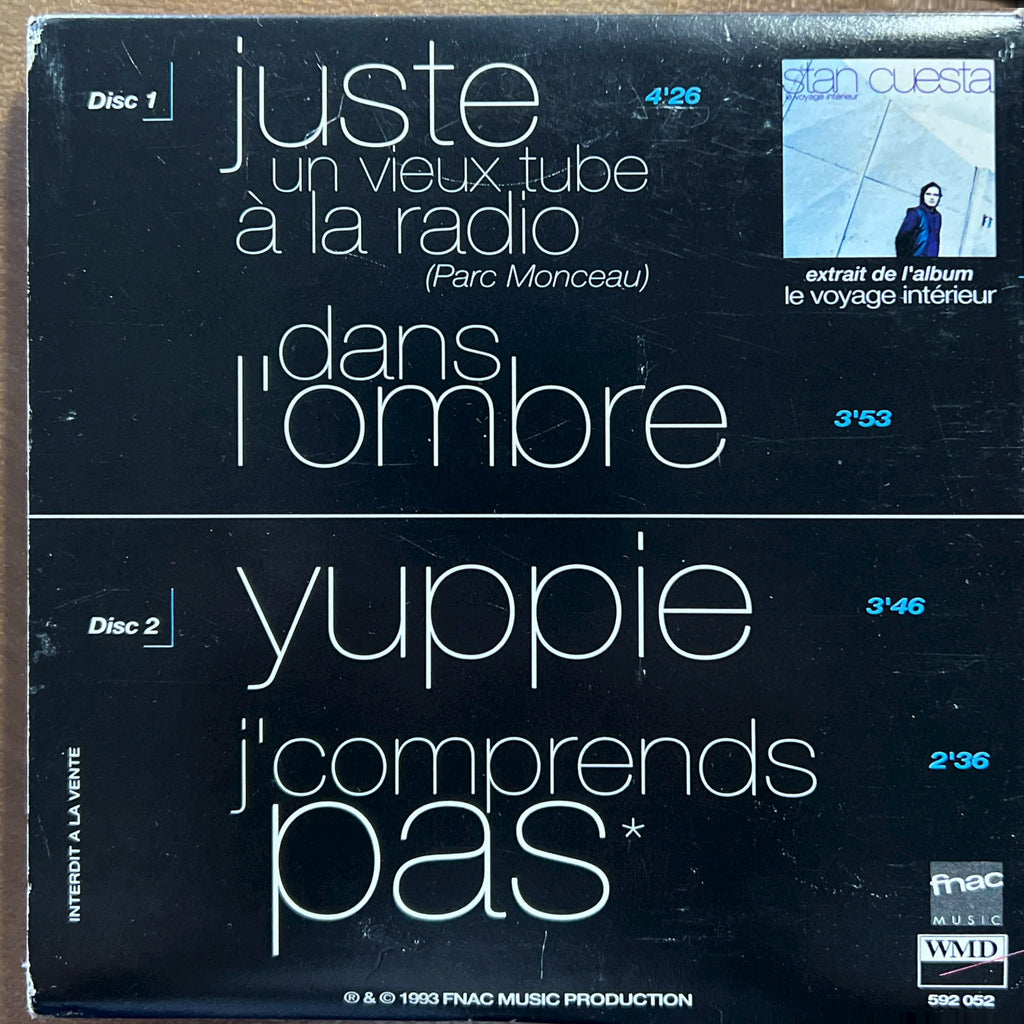 Disc 1
juste
4'26
un vieux tube
à la radio
(Parc Monceau)
stan cuesta
le voyage intérieur
extrait de l'album
le voyage intérieur
dans
l'ombre
3'53
Disc 2
yuppie
3'46
j'comprends
2'36
pas*
INTERDIT A LA VENTE
fnac
MUSIC
WMD
592 052
℗ & © 1993 FNAC MUSIC PRODUCTION